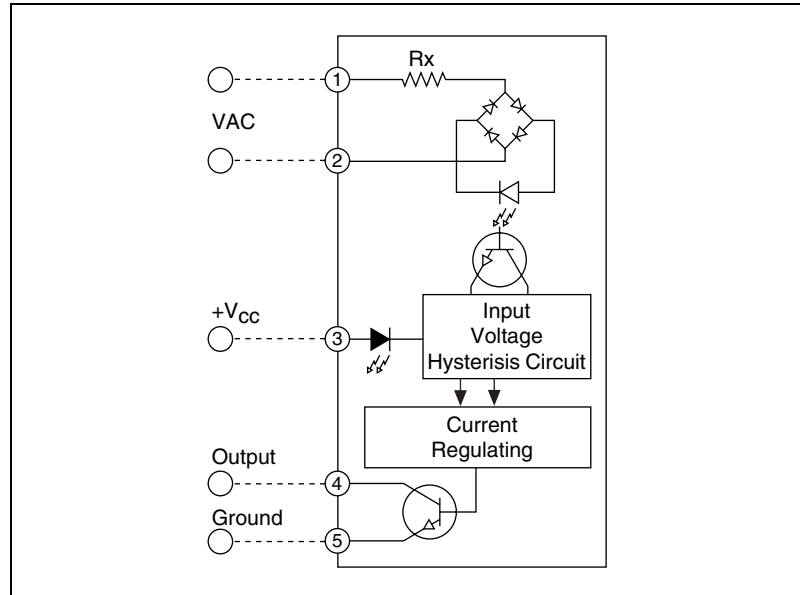 Rx
1
VAC
2
+VCC
3
Input
Voltage
Hysterisis Circuit
Current
Regulating
Output
4
Ground
5